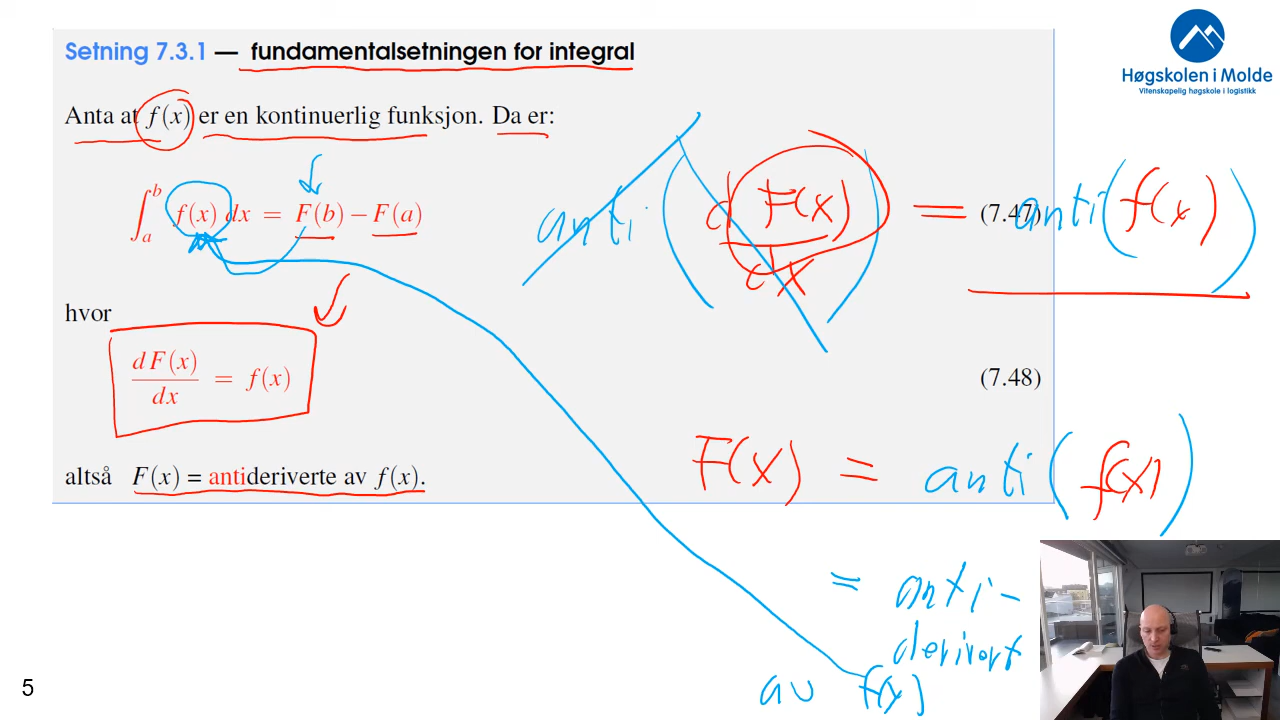 Setning 7.3.1 — fundamentalsetningen for integral
Høgskolen i Molde
Vitenskapelig høgskole i logistikk
Anta at f(x) er en kontinuerlig funksjon. Da er:
∫_a^b f(x) dx = F(b) − F(a) (7.47)
anti ( d F(x) / dx ) = anti ( f(x) )
hvor
dF(x) / dx = f(x) (7.48)
altså F(x) = antideriverte av f(x).
F(x) = anti ( f(x) )
= anti-
derivert
av f(x)
5